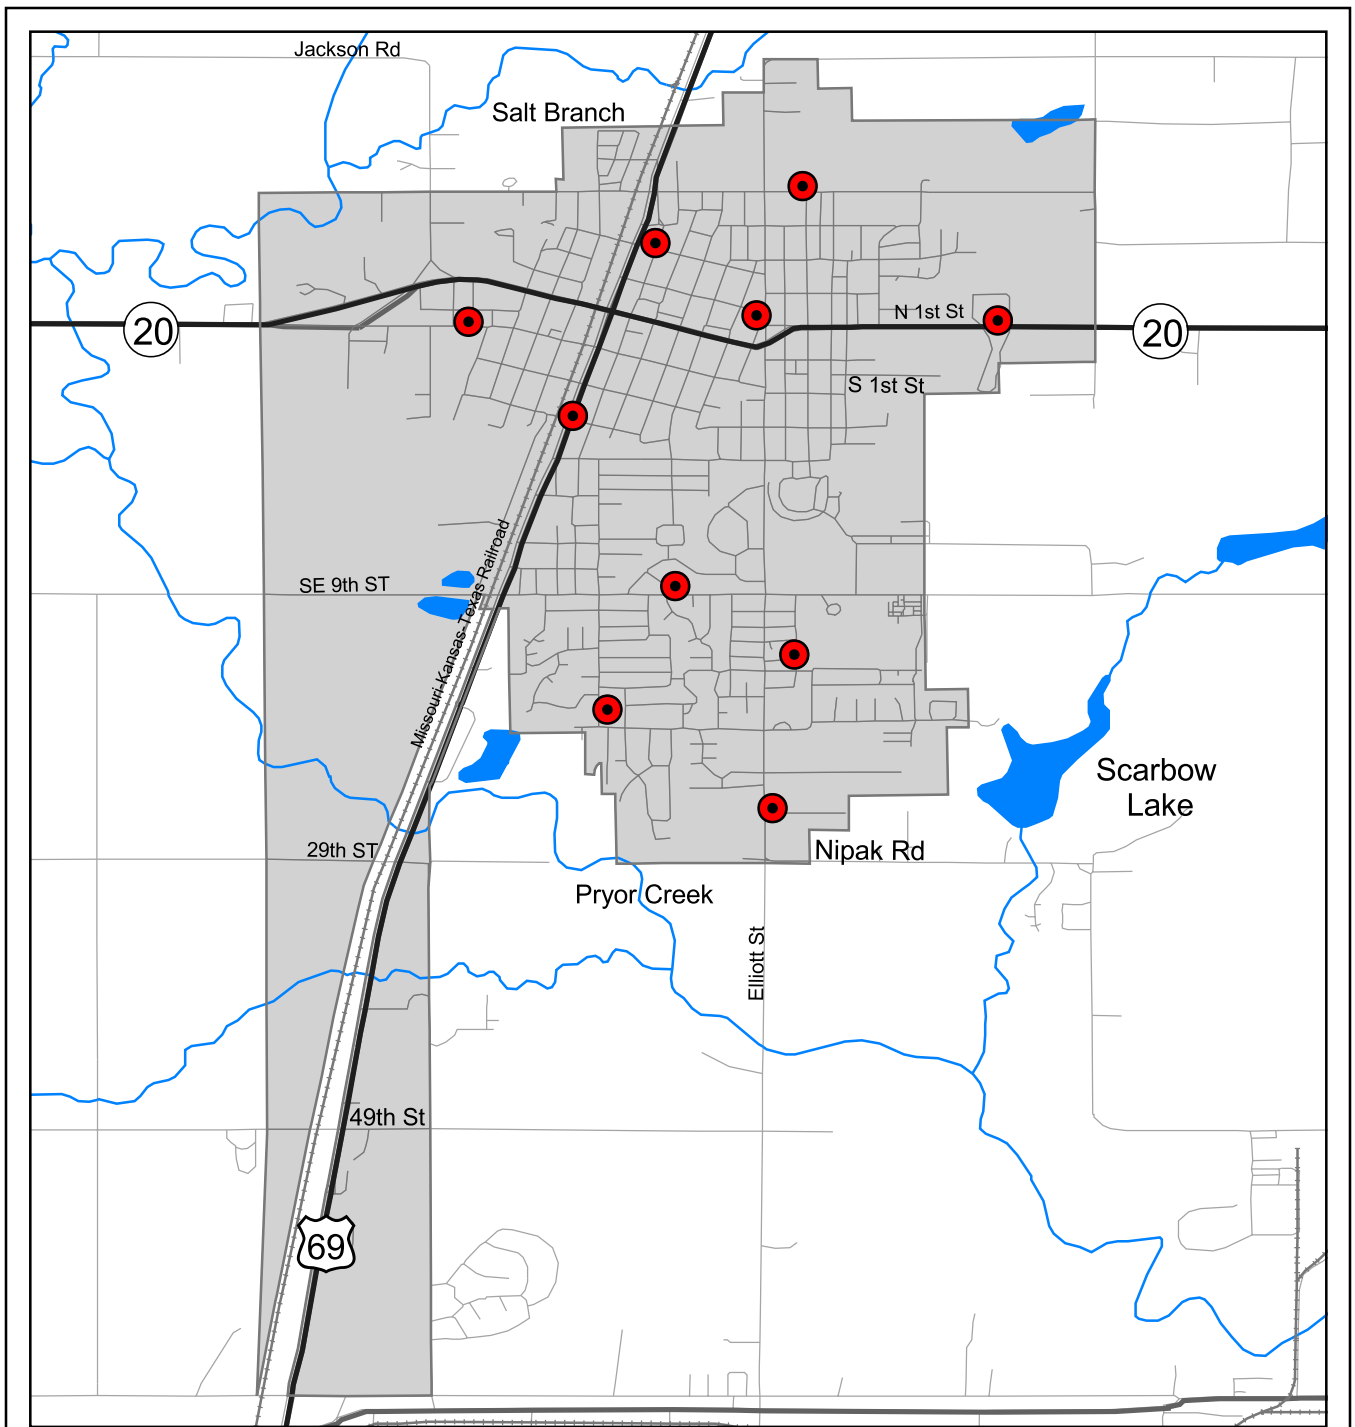 Jackson Rd
Salt Branch
N 1st St
20
20
S 1st St
Missouri-Kansas-Texas Railroad
SE 9th ST
Scarbow
Lake
29th ST
Nipak Rd
Pryor Creek
Elliott St
49th St
69